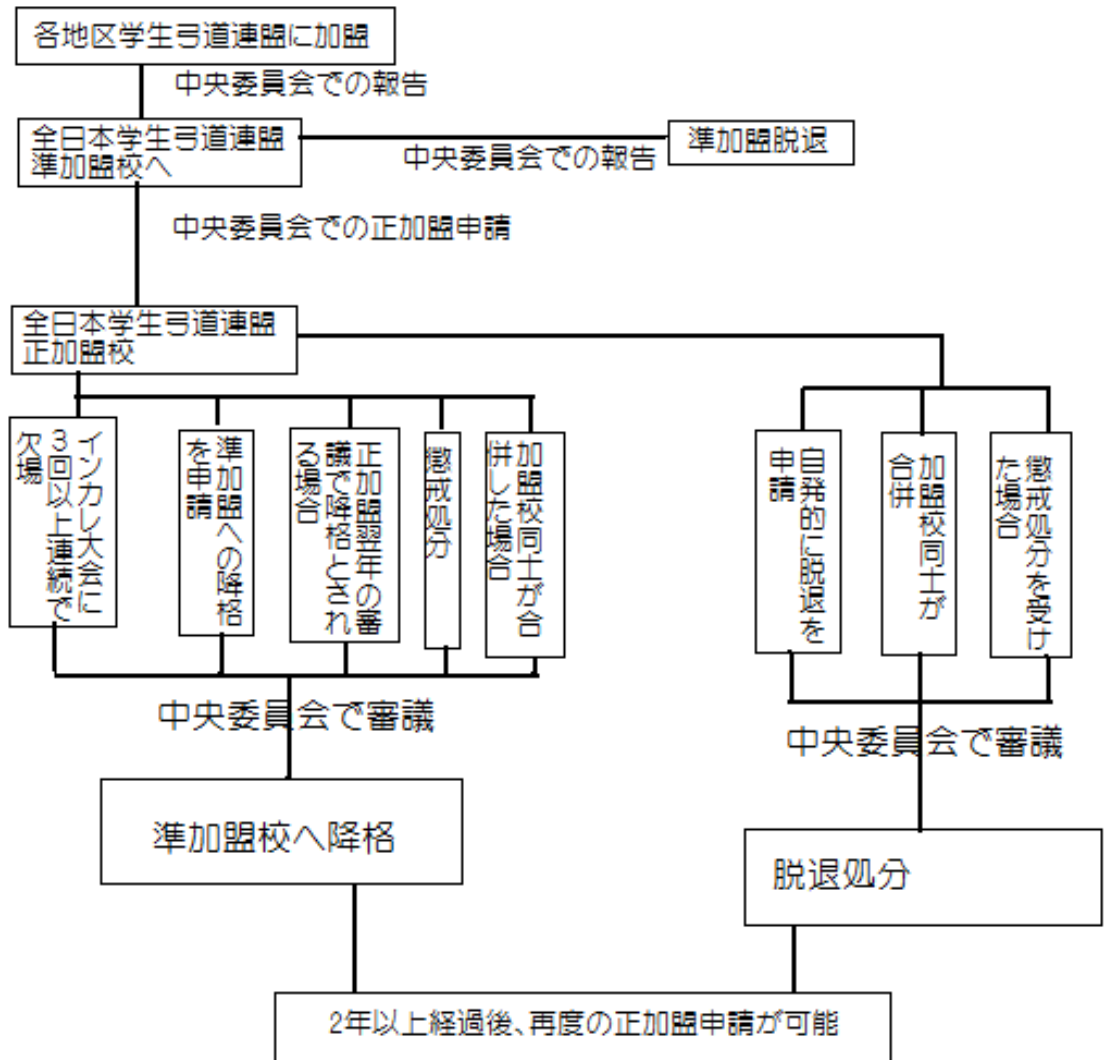 各地区学生弓道連盟に加盟
中央委員会での報告
全日本学生弓道連盟
準加盟校へ
中央委員会での報告
準加盟脱退
中央委員会での正加盟申請
全日本学生弓道連盟
正加盟校
インカレ大会に
3回以上連続で
欠場
準加盟への降格
を申請
正加盟翌年の審
議で降格とされ
る場合
懲戒処分
加盟校同士が合
併した場合
自発的に脱退を
申請
加盟校同士が
合併
懲戒処分を受け
た場合
中央委員会で審議
中央委員会で審議
準加盟校へ降格
脱退処分
2年以上経過後、再度の正加盟申請が可能